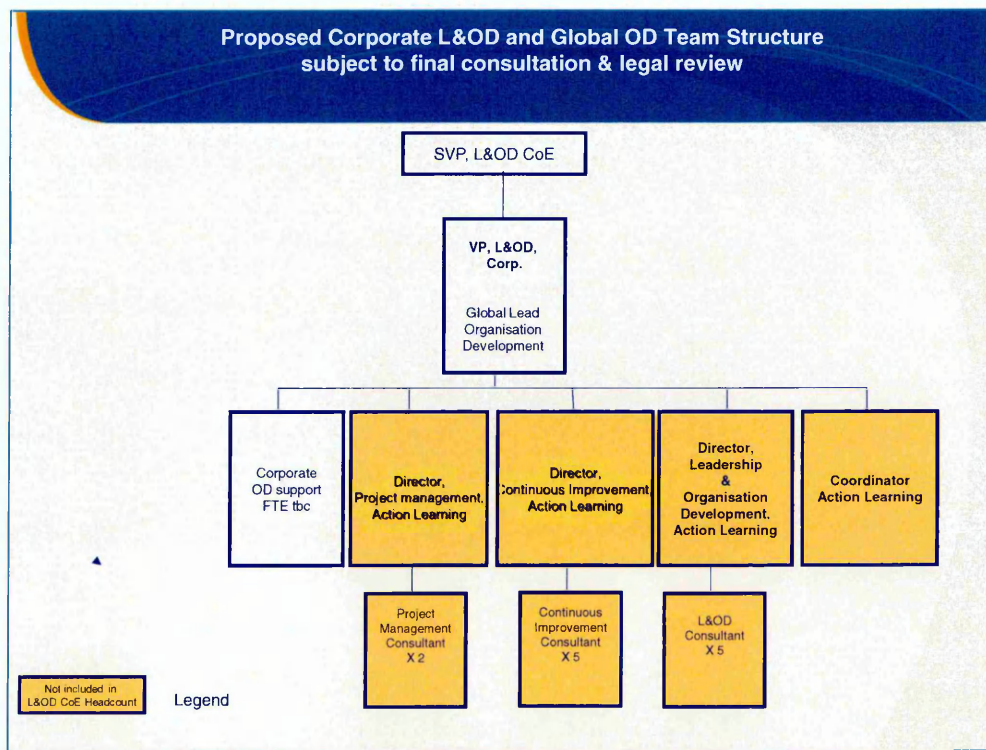 Proposed Corporate L&OD and Global OD Team Structure
subject to final consultation & legal review
SVP, L&OD CoE
VP, L&OD,
Corp.
Global Lead
Organisation
Development
Corporate
OD support
FTE tbc
Director,
Project management,
Action Learning
Director,
Continuous Improvement,
Action Learning
Director,
Leadership
&
Organisation
Development,
Action Learning
Coordinator
Action Learning
Project
Management
Consultant
X 2
Continuous
Improvement
Consultant
X 5
L&OD
Consultant
X 5
Not included in
L&OD CoE Headcount
Legend